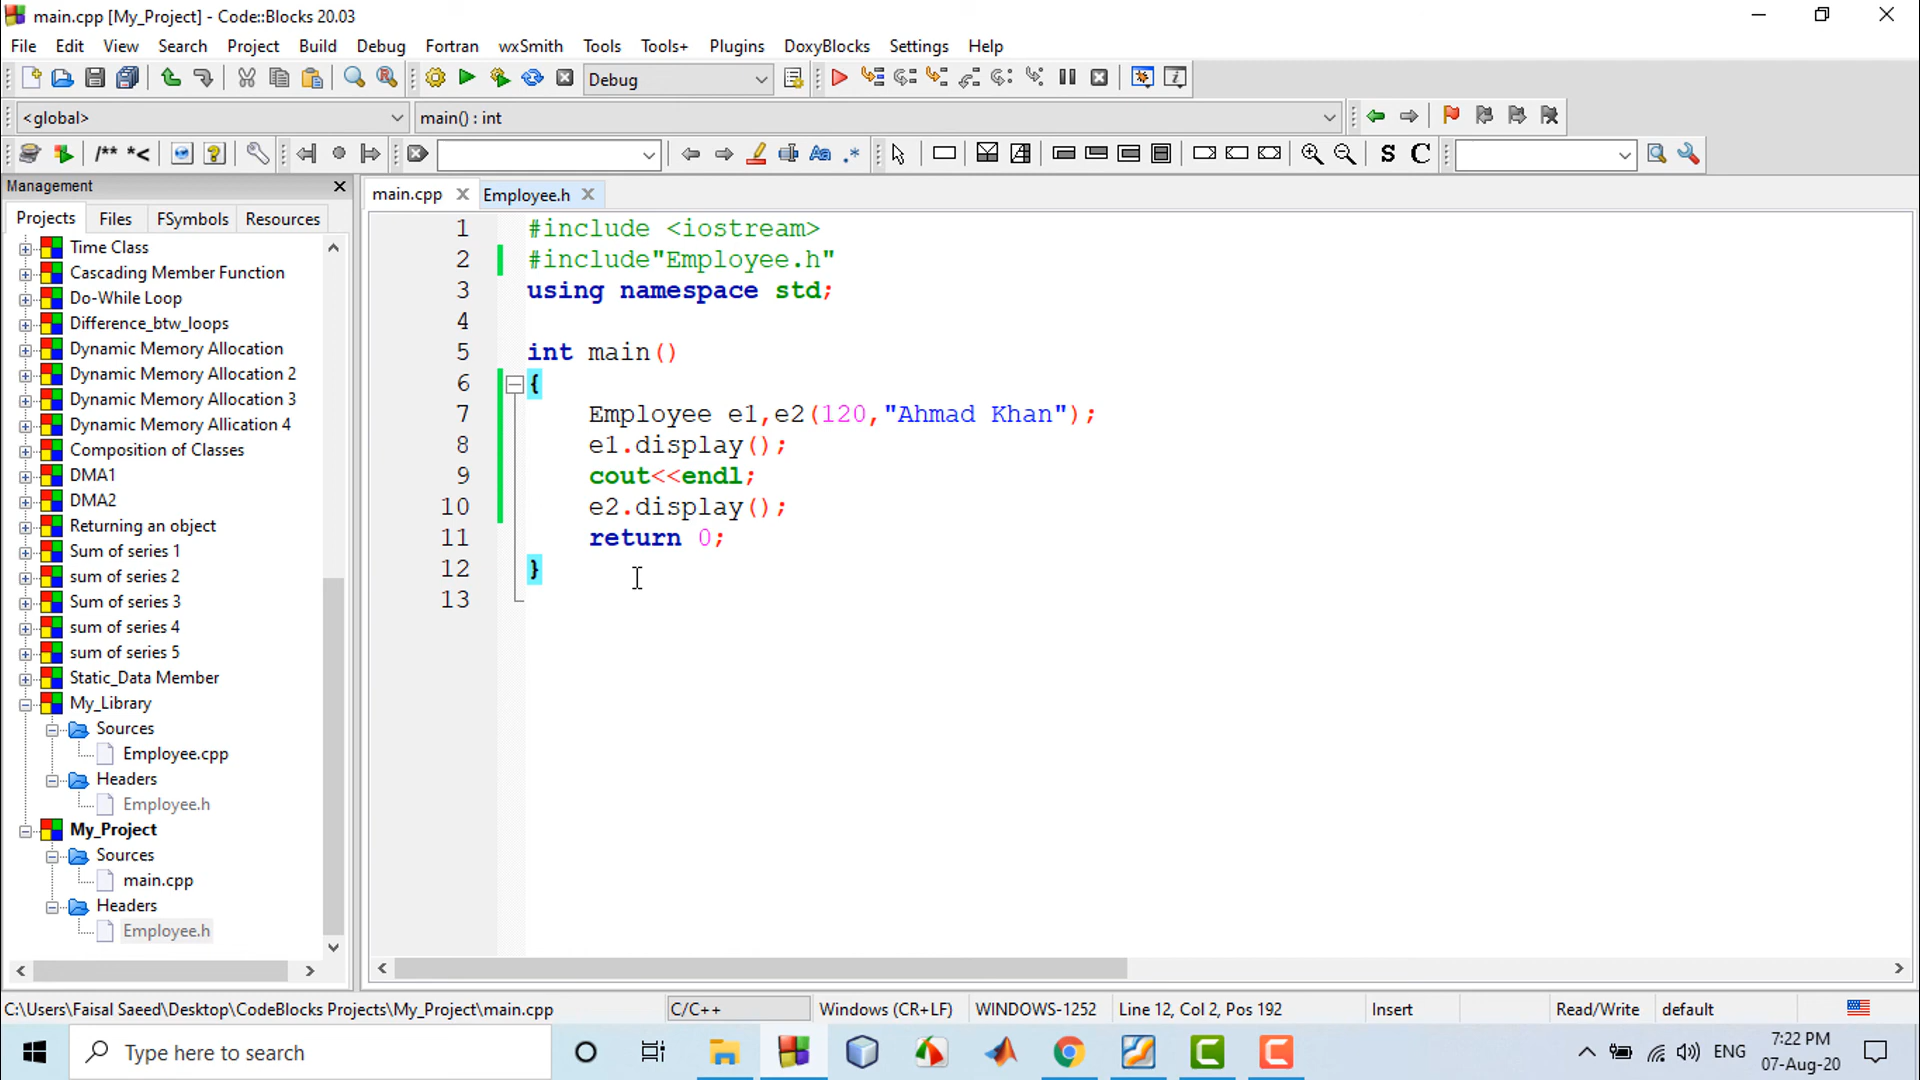 main.cpp [My_Project] - Code::Blocks 20.03
File Edit View Search Project Build Debug Fortran wxSmith Tools Tools+ Plugins DoxyBlocks Settings Help
Debug
<global> main() : int
/** *< Aa .* S C
Management
Projects Files FSymbols Resources
main.cpp Employee.h
Time Class
Cascading Member Function
Do-While Loop
Difference_btw_loops
Dynamic Memory Allocation
Dynamic Memory Allocation 2
Dynamic Memory Allocation 3
Dynamic Memory Allication 4
Composition of Classes
DMA1
DMA2
Returning an object
Sum of series 1
sum of series 2
Sum of series 3
sum of series 4
sum of series 5
Static_Data Member
My_Library
Sources
Employee.cpp
Headers
Employee.h
My_Project
Sources
main.cpp
Headers
Employee.h
1 #include <iostream>
2 #include"Employee.h"
3 using namespace std;
4
5 int main()
6 {
7 Employee e1,e2(120,"Ahmad Khan");
8 e1.display();
9 cout<<endl;
10 e2.display();
11 return 0;
12 }
13
C:\Users\Faisal Saeed\Desktop\CodeBlocks Projects\My_Project\main.cpp C/C++ Windows (CR+LF) WINDOWS-1252 Line 12, Col 2, Pos 192 Insert Read/Write default
Type here to search
ENG
7:22 PM
07-Aug-20